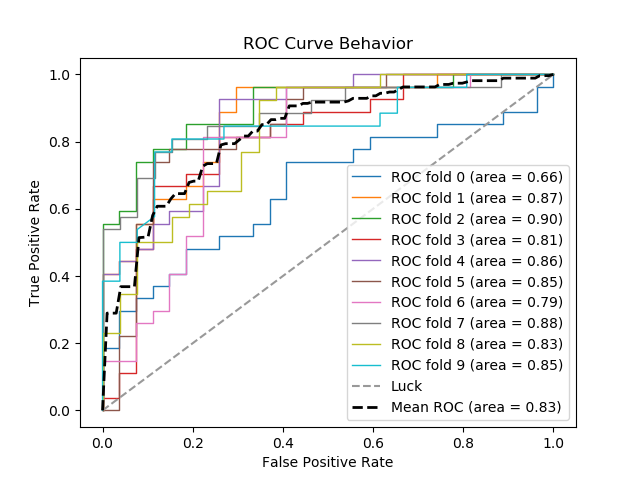 ROC Curve Behavior
True Positive Rate
1.0
0.8
0.6
0.4
0.2
0.0
ROC fold 0 (area = 0.66)
ROC fold 1 (area = 0.87)
ROC fold 2 (area = 0.90)
ROC fold 3 (area = 0.81)
ROC fold 4 (area = 0.86)
ROC fold 5 (area = 0.85)
ROC fold 6 (area = 0.79)
ROC fold 7 (area = 0.88)
ROC fold 8 (area = 0.83)
ROC fold 9 (area = 0.85)
Luck
Mean ROC (area = 0.83)
0.0 0.2 0.4 0.6 0.8 1.0
False Positive Rate